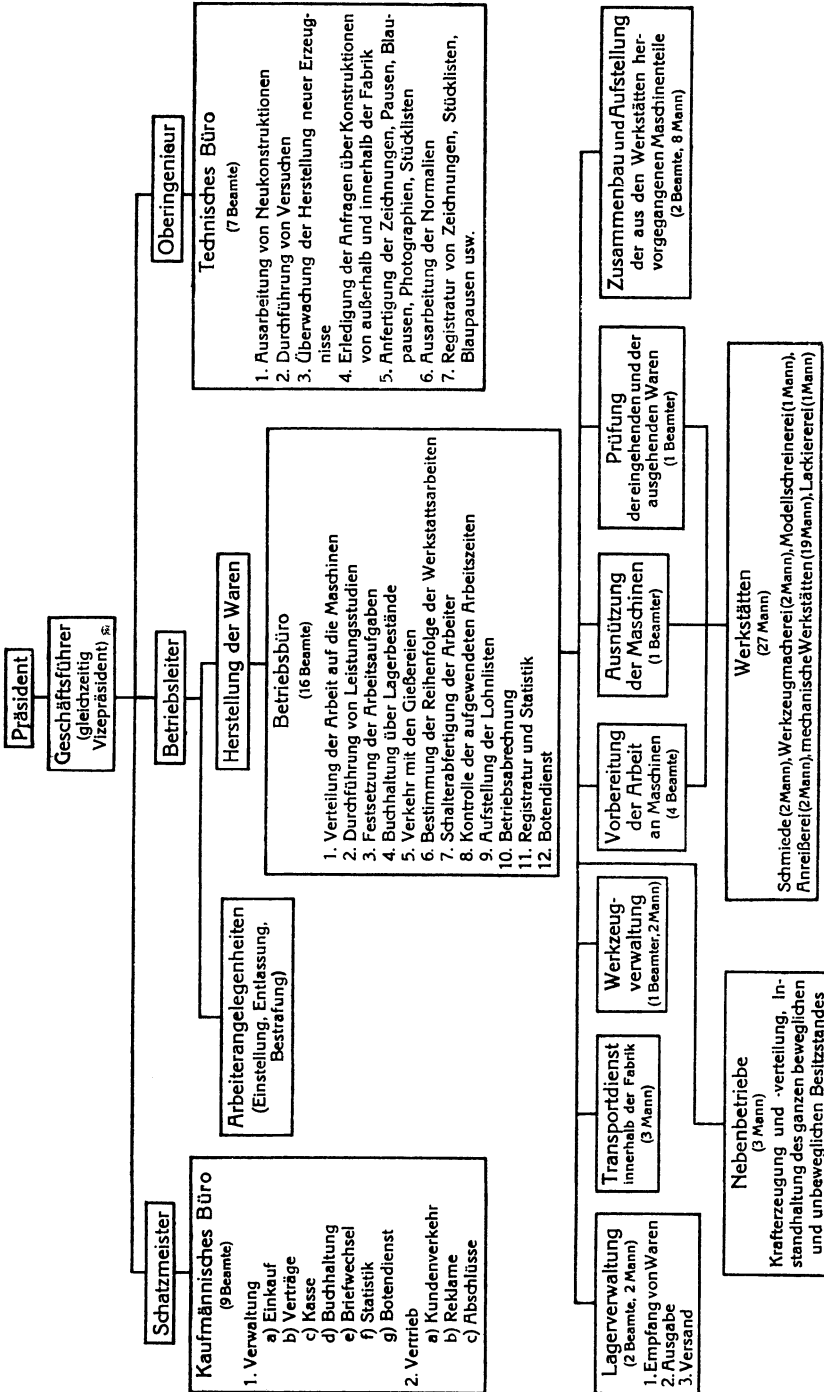 Präsident
Geschäftsführer
(gleichzeitig
Vizepräsident)
Schatzmeister
Betriebsleiter
Oberingenieur
Kaufmännisches Büro
(9 Beamte)
1. Verwaltung
a) Einkauf
b) Verträge
c) Kasse
d) Buchhaltung
e) Briefwechsel
f) Statistik
g) Botendienst
2. Vertrieb
a) Kundenverkehr
b) Reklame
c) Abschlüsse
Arbeiterangelegenheiten
(Einstellung, Entlassung,
Bestrafung)
Herstellung der Waren
Betriebsbüro
(16 Beamte)
1. Verteilung der Arbeit auf die Maschinen
2. Durchführung von Leistungsstudien
3. Festsetzung der Arbeitsaufgaben
4. Buchhaltung über Lagerbestände
5. Verkehr mit den Gießereien
6. Bestimmung der Reihenfolge der Werkstattsarbeiten
7. Schalterabfertigung der Arbeiter
8. Kontrolle der aufgewendeten Arbeitszeiten
9. Aufstellung der Lohnlisten
10. Betriebsabrechnung
11. Registratur und Statistik
12. Botendienst
Technisches Büro
(7 Beamte)
1. Ausarbeitung von Neukonstruktionen
2. Durchführung von Versuchen
3. Überwachung der Herstellung neuer Erzeug-
nisse
4. Erledigung der Anfragen über Konstruktionen
von außerhalb und innerhalb der Fabrik
5. Anfertigung der Zeichnungen, Pausen, Blau-
pausen, Photographien, Stücklisten
6. Ausarbeitung der Normalien
7. Registratur von Zeichnungen, Stücklisten,
Blaupausen usw.
Lagerverwaltung
(2 Beamte, 2 Mann)
1. Empfang von Waren
2. Ausgabe
3. Versand
Transportdienst
innerhalb der Fabrik
(3 Mann)
Werkzeug-
verwaltung
(1 Beamter, 2 Mann)
Vorbereitung
der Arbeit
an Maschinen
(4 Beamte)
Ausnützung
der Maschinen
(1 Beamter)
Prüfung
der eingehenden und der
ausgehenden Waren
(1 Beamter)
Zusammenbau und Aufstellung
der aus den Werkstätten her-
vorgegangenen Maschinenteile
(2 Beamte, 8 Mann)
Nebenbetriebe
(3 Mann)
Krafterzeugung und -verteilung, In-
standhaltung des ganzen beweglichen
und unbeweglichen Besitzstandes
Werkstätten
(27 Mann)
Schmiede (2 Mann), Werkzeugmacherei (2 Mann), Modellschreinerei (1 Mann),
Anreißerei (2 Mann), mechanische Werkstätten (19 Mann), Lackiererei (1 Mann)